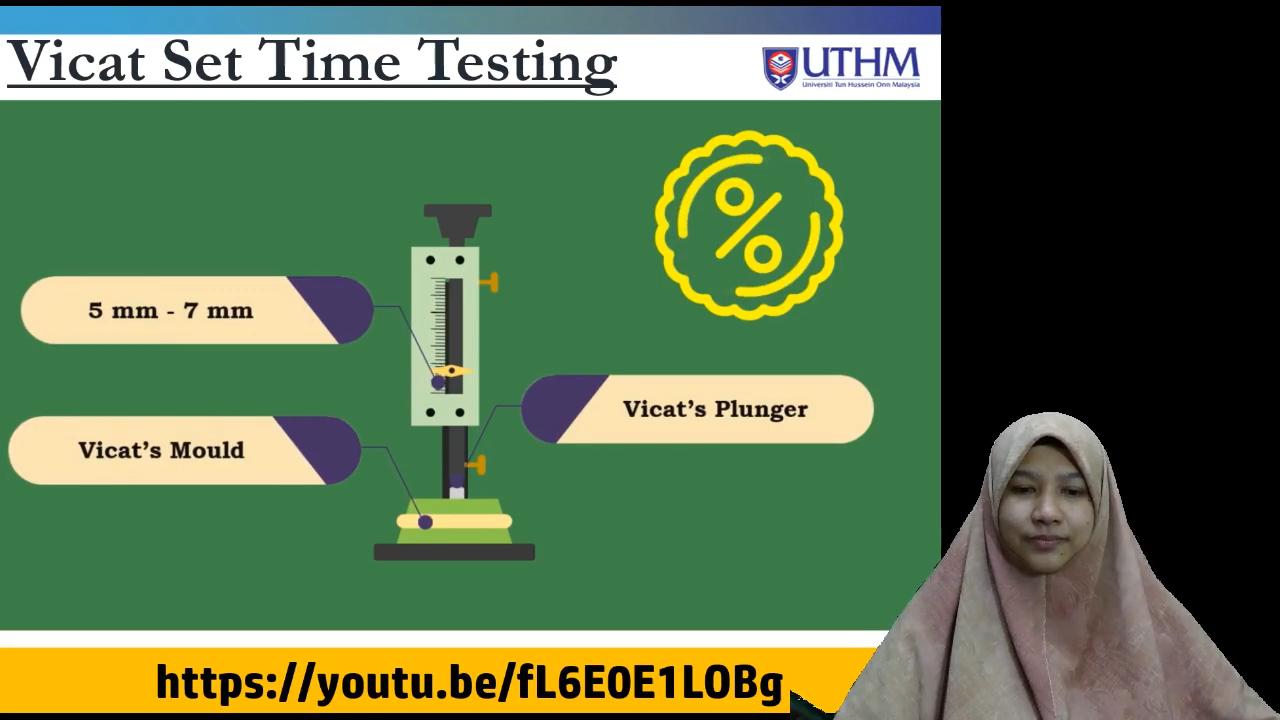 Vicat Set Time Testing
UTHM
Universiti Tun Hussein Onn Malaysia
%
5 mm - 7 mm
Vicat's Plunger
Vicat's Mould
https://youtu.be/fL6E0E1LOBg